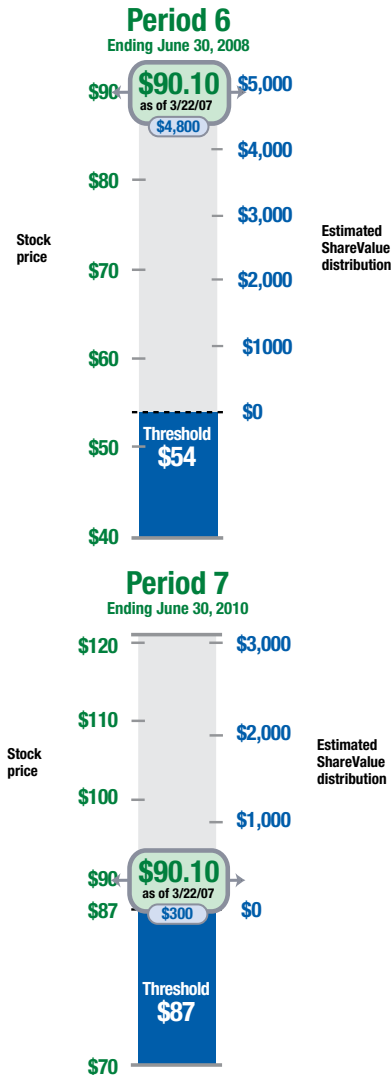 Period 6
Ending June 30, 2008
$90
$90.10
as of 3/22/07
$4,800
$5,000
$4,000
$80
$3,000
Stock
price
Estimated
ShareValue
distribution
$70
$2,000
$60
$1000
$0
Threshold
$54
$50
$40
Period 7
Ending June 30, 2010
$120
$3,000
$110
$2,000
Stock
price
Estimated
ShareValue
distribution
$100
$1,000
$90
$90.10
as of 3/22/07
$300
$87
$0
Threshold
$87
$70